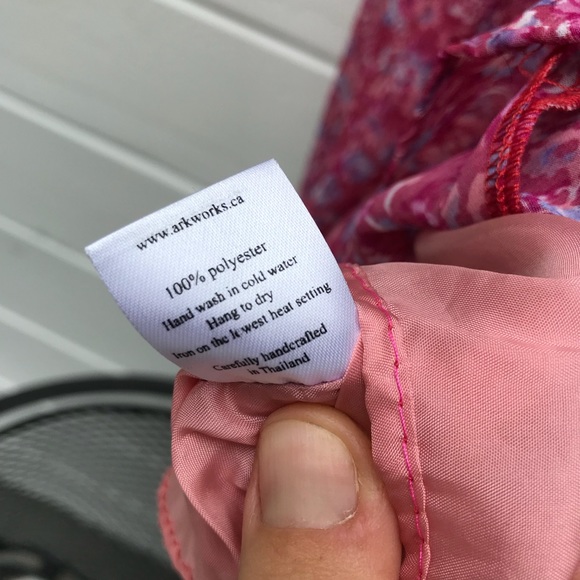 www.arkworks.ca
100% polyester
Hand wash in cold water
Hang to dry
Iron on the lowest heat setting
Carefully handcrafted
in Thailand